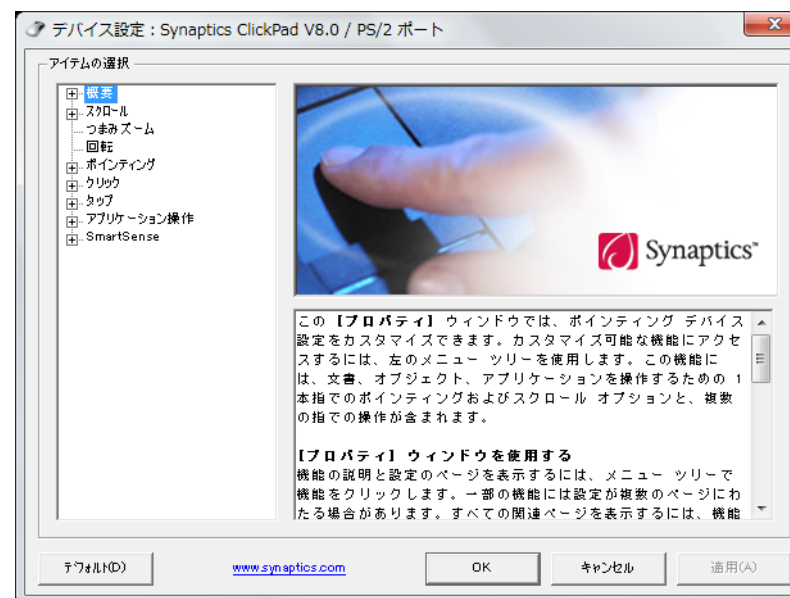 デバイス設定：Synaptics ClickPad V8.0 / PS/2 ポート
アイテムの選択
概要
スクロール
つまみズーム
回転
ポインティング
クリック
タップ
アプリケーション操作
SmartSense
Synaptics™
この【プロパティ】ウィンドウでは、ポインティング デバイス
設定をカスタマイズできます。カスタマイズ可能な機能にアクセ
スするには、左のメニュー ツリーを使用します。この機能に
は、文書、オブジェクト、アプリケーションを操作するための 1
本指でのポインティングおよびスクロール オプションと、複数
の指での操作が含まれます。
【プロパティ】ウィンドウを使用する
機能の説明と設定のページを表示するには、メニュー ツリーで
機能をクリックします。一部の機能には設定が複数のページにわ
たる場合があります。すべての関連ページを表示するには、機能
デフォルト(D)
www.synaptics.com
OK
キャンセル
適用(A)